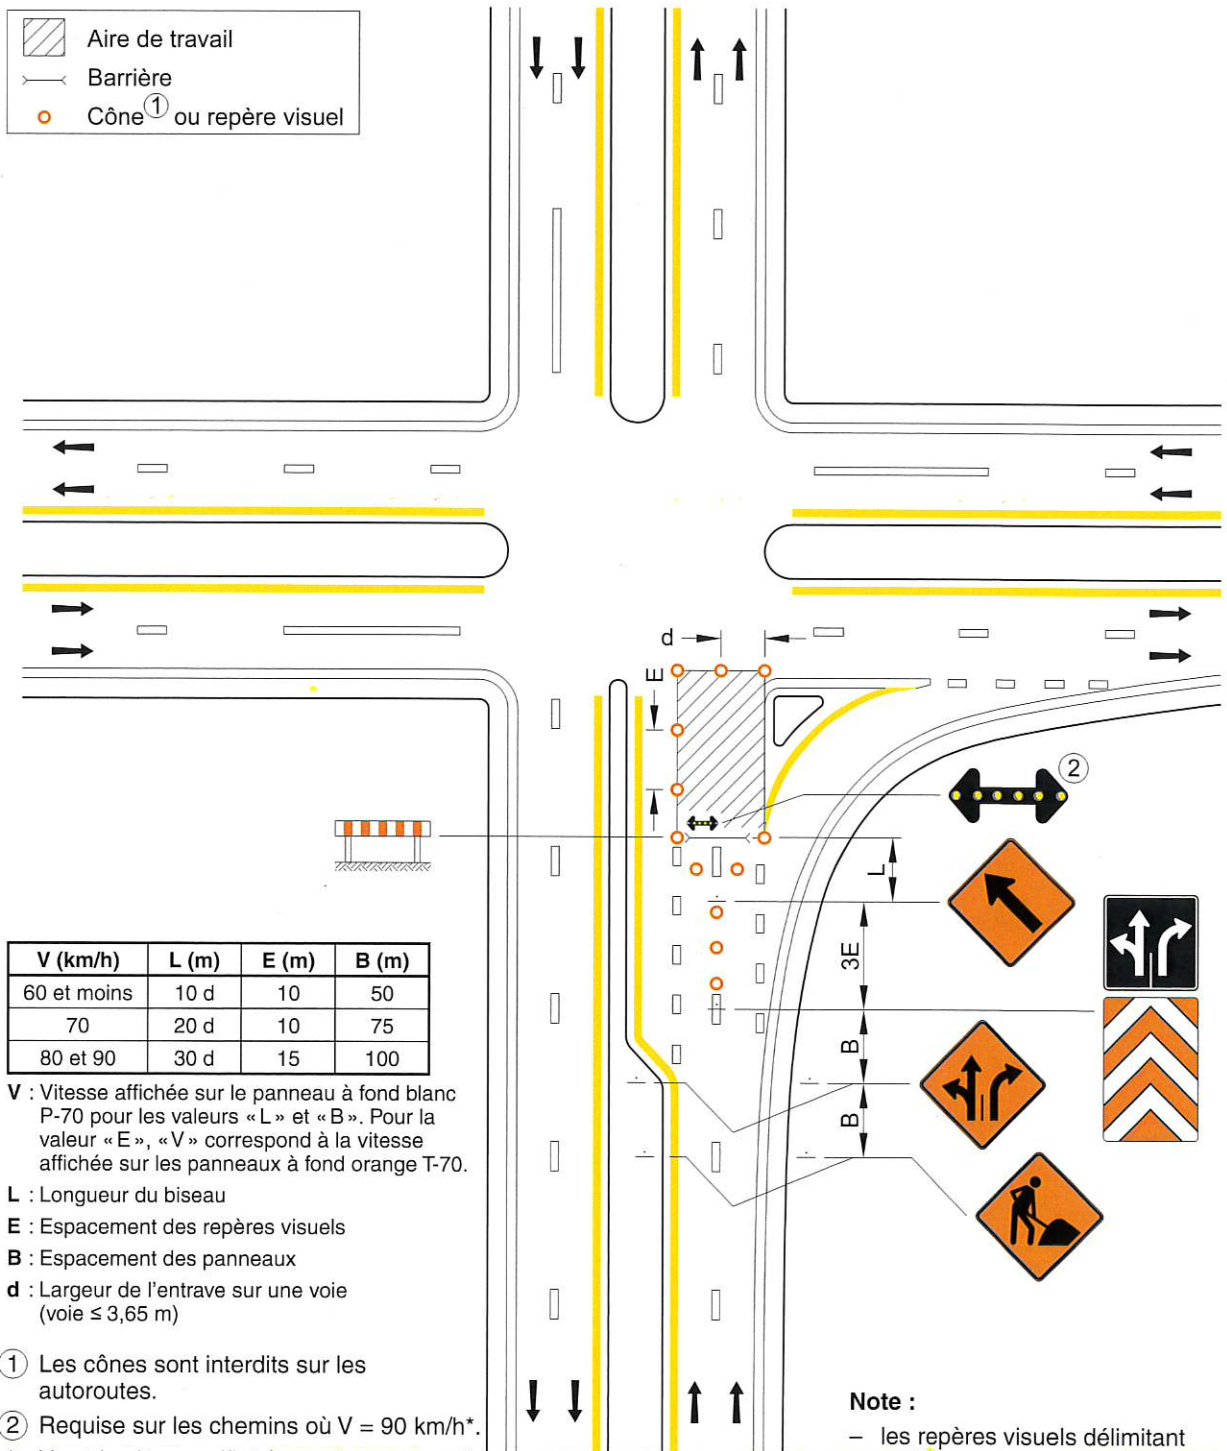 Aire de travail
Barrière
Cône ① ou repère visuel
d
E
②
L
3E
B
B
V (km/h) L (m) E (m) B (m)
60 et moins 10 d 10 50
70 20 d 10 75
80 et 90 30 d 15 100
V : Vitesse affichée sur le panneau à fond blanc
P-70 pour les valeurs «L» et «B». Pour la
valeur «E», «V» correspond à la vitesse
affichée sur les panneaux à fond orange T-70.
L : Longueur du biseau
E : Espacement des repères visuels
B : Espacement des panneaux
d : Largeur de l'entrave sur une voie
(voie ≤ 3,65 m)
① Les cônes sont interdits sur les
autoroutes.
② Requise sur les chemins où V = 90 km/h*.
Note :
– les repères visuels délimitant